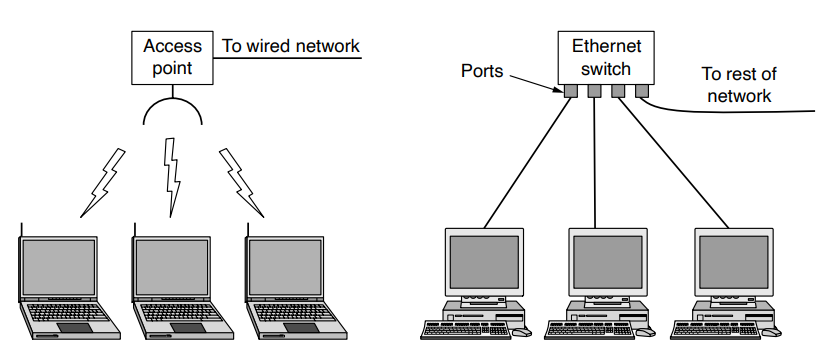 Access
point
To wired network
Ethernet
switch
Ports
To rest of
network